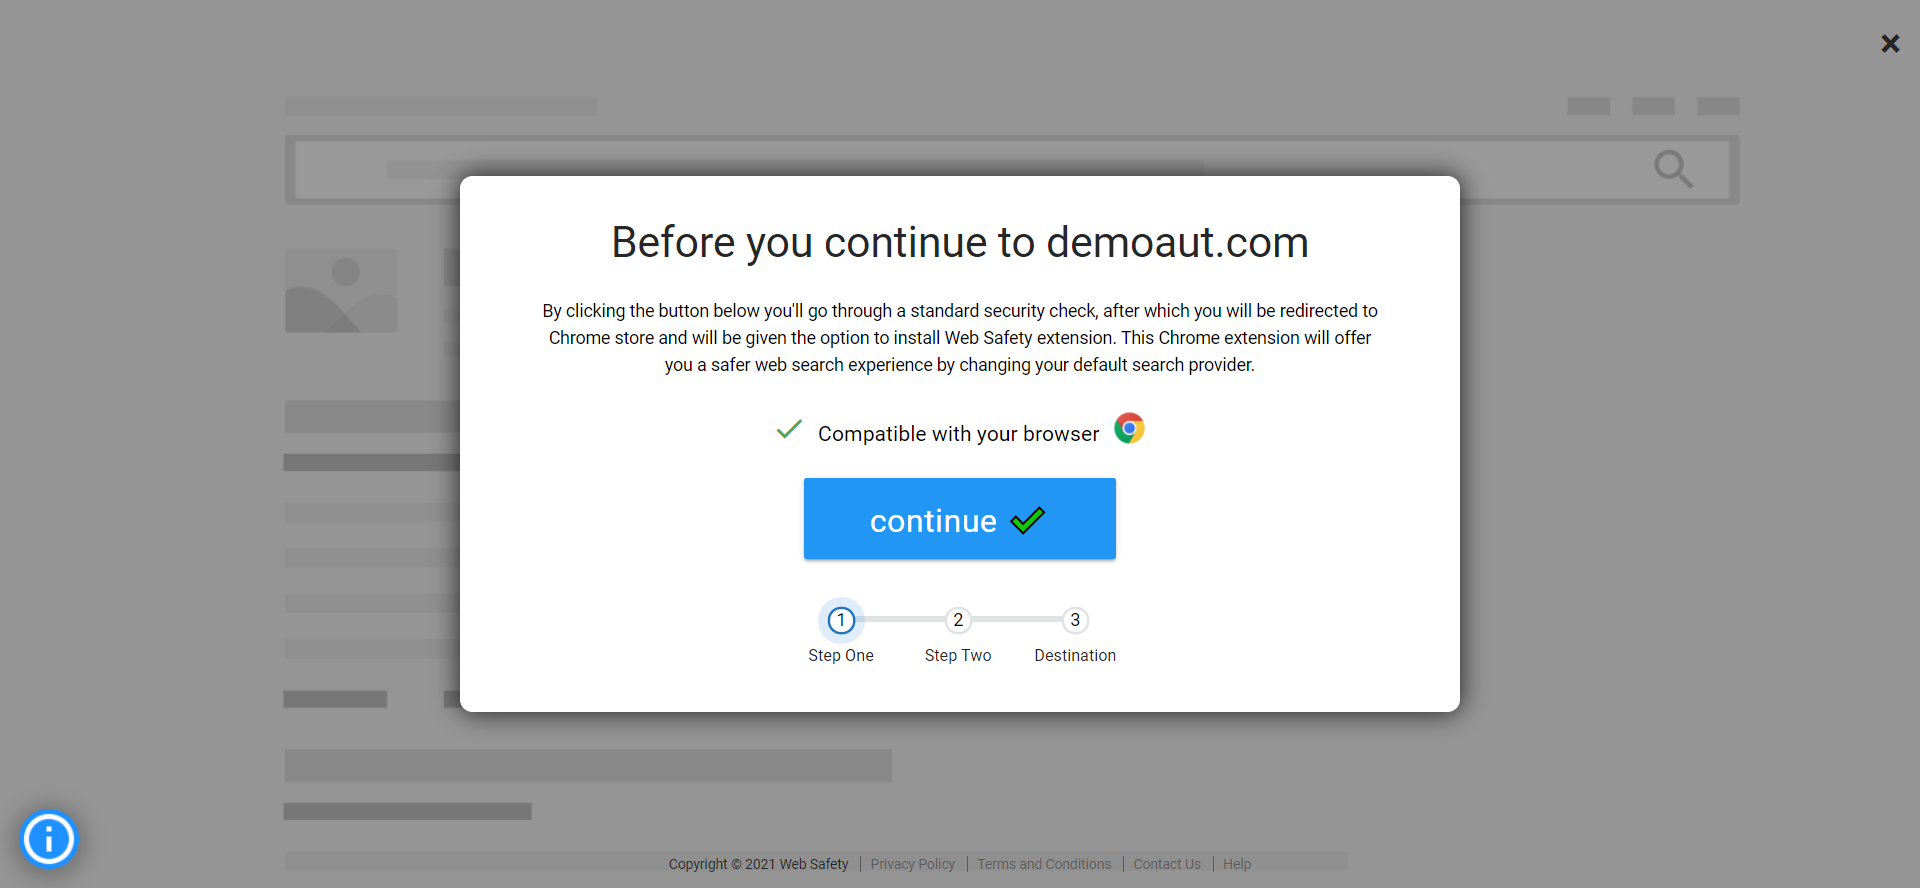 Before you continue to demoaut.com
By clicking the button below you'll go through a standard security check, after which you will be redirected to
Chrome store and will be given the option to install Web Safety extension. This Chrome extension will offer
you a safer web search experience by changing your default search provider.
Compatible with your browser
continue
1 2 3
Step One Step Two Destination
Copyright © 2021 Web Safety | Privacy Policy | Terms and Conditions | Contact Us | Help